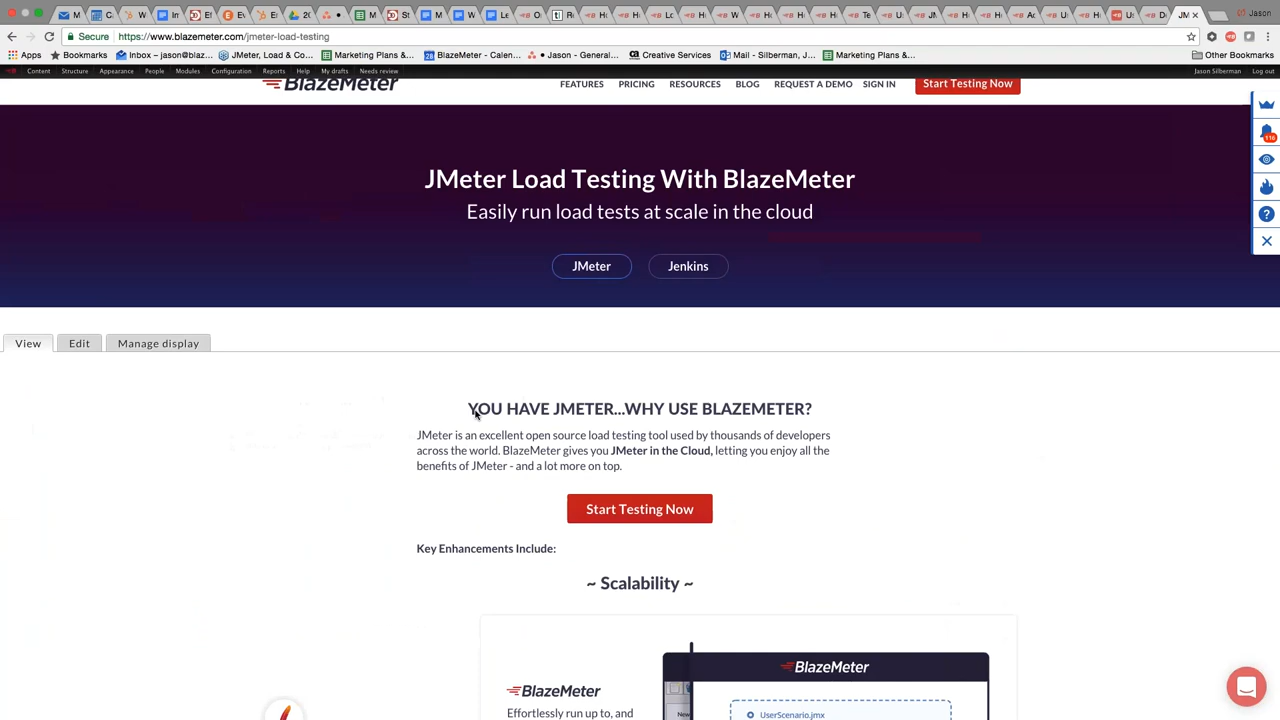 Jason
Secure https://www.blazemeter.com/jmeter-load-testing
Apps Bookmarks Inbox – jason@blaz... JMeter, Load & Co... Marketing Plans &... BlazeMeter - Calen... Jason - General... Creative Services Mail - Silberman, J... Marketing Plans &... Other Bookmarks
Content Structure Appearance People Modules Configuration Reports Help My drafts Needs review Jason Silberman Log out
BlazeMeter FEATURES PRICING RESOURCES BLOG REQUEST A DEMO SIGN IN Start Testing Now
116
JMeter Load Testing With BlazeMeter
Easily run load tests at scale in the cloud
JMeter Jenkins
View Edit Manage display
YOU HAVE JMETER...WHY USE BLAZEMETER?
JMeter is an excellent open source load testing tool used by thousands of developers
across the world. BlazeMeter gives you JMeter in the Cloud, letting you enjoy all the
benefits of JMeter - and a lot more on top.
Start Testing Now
Key Enhancements Include:
~ Scalability ~
BlazeMeter
BlazeMeter
Effortlessly run up to, and
UserScenario.jmx